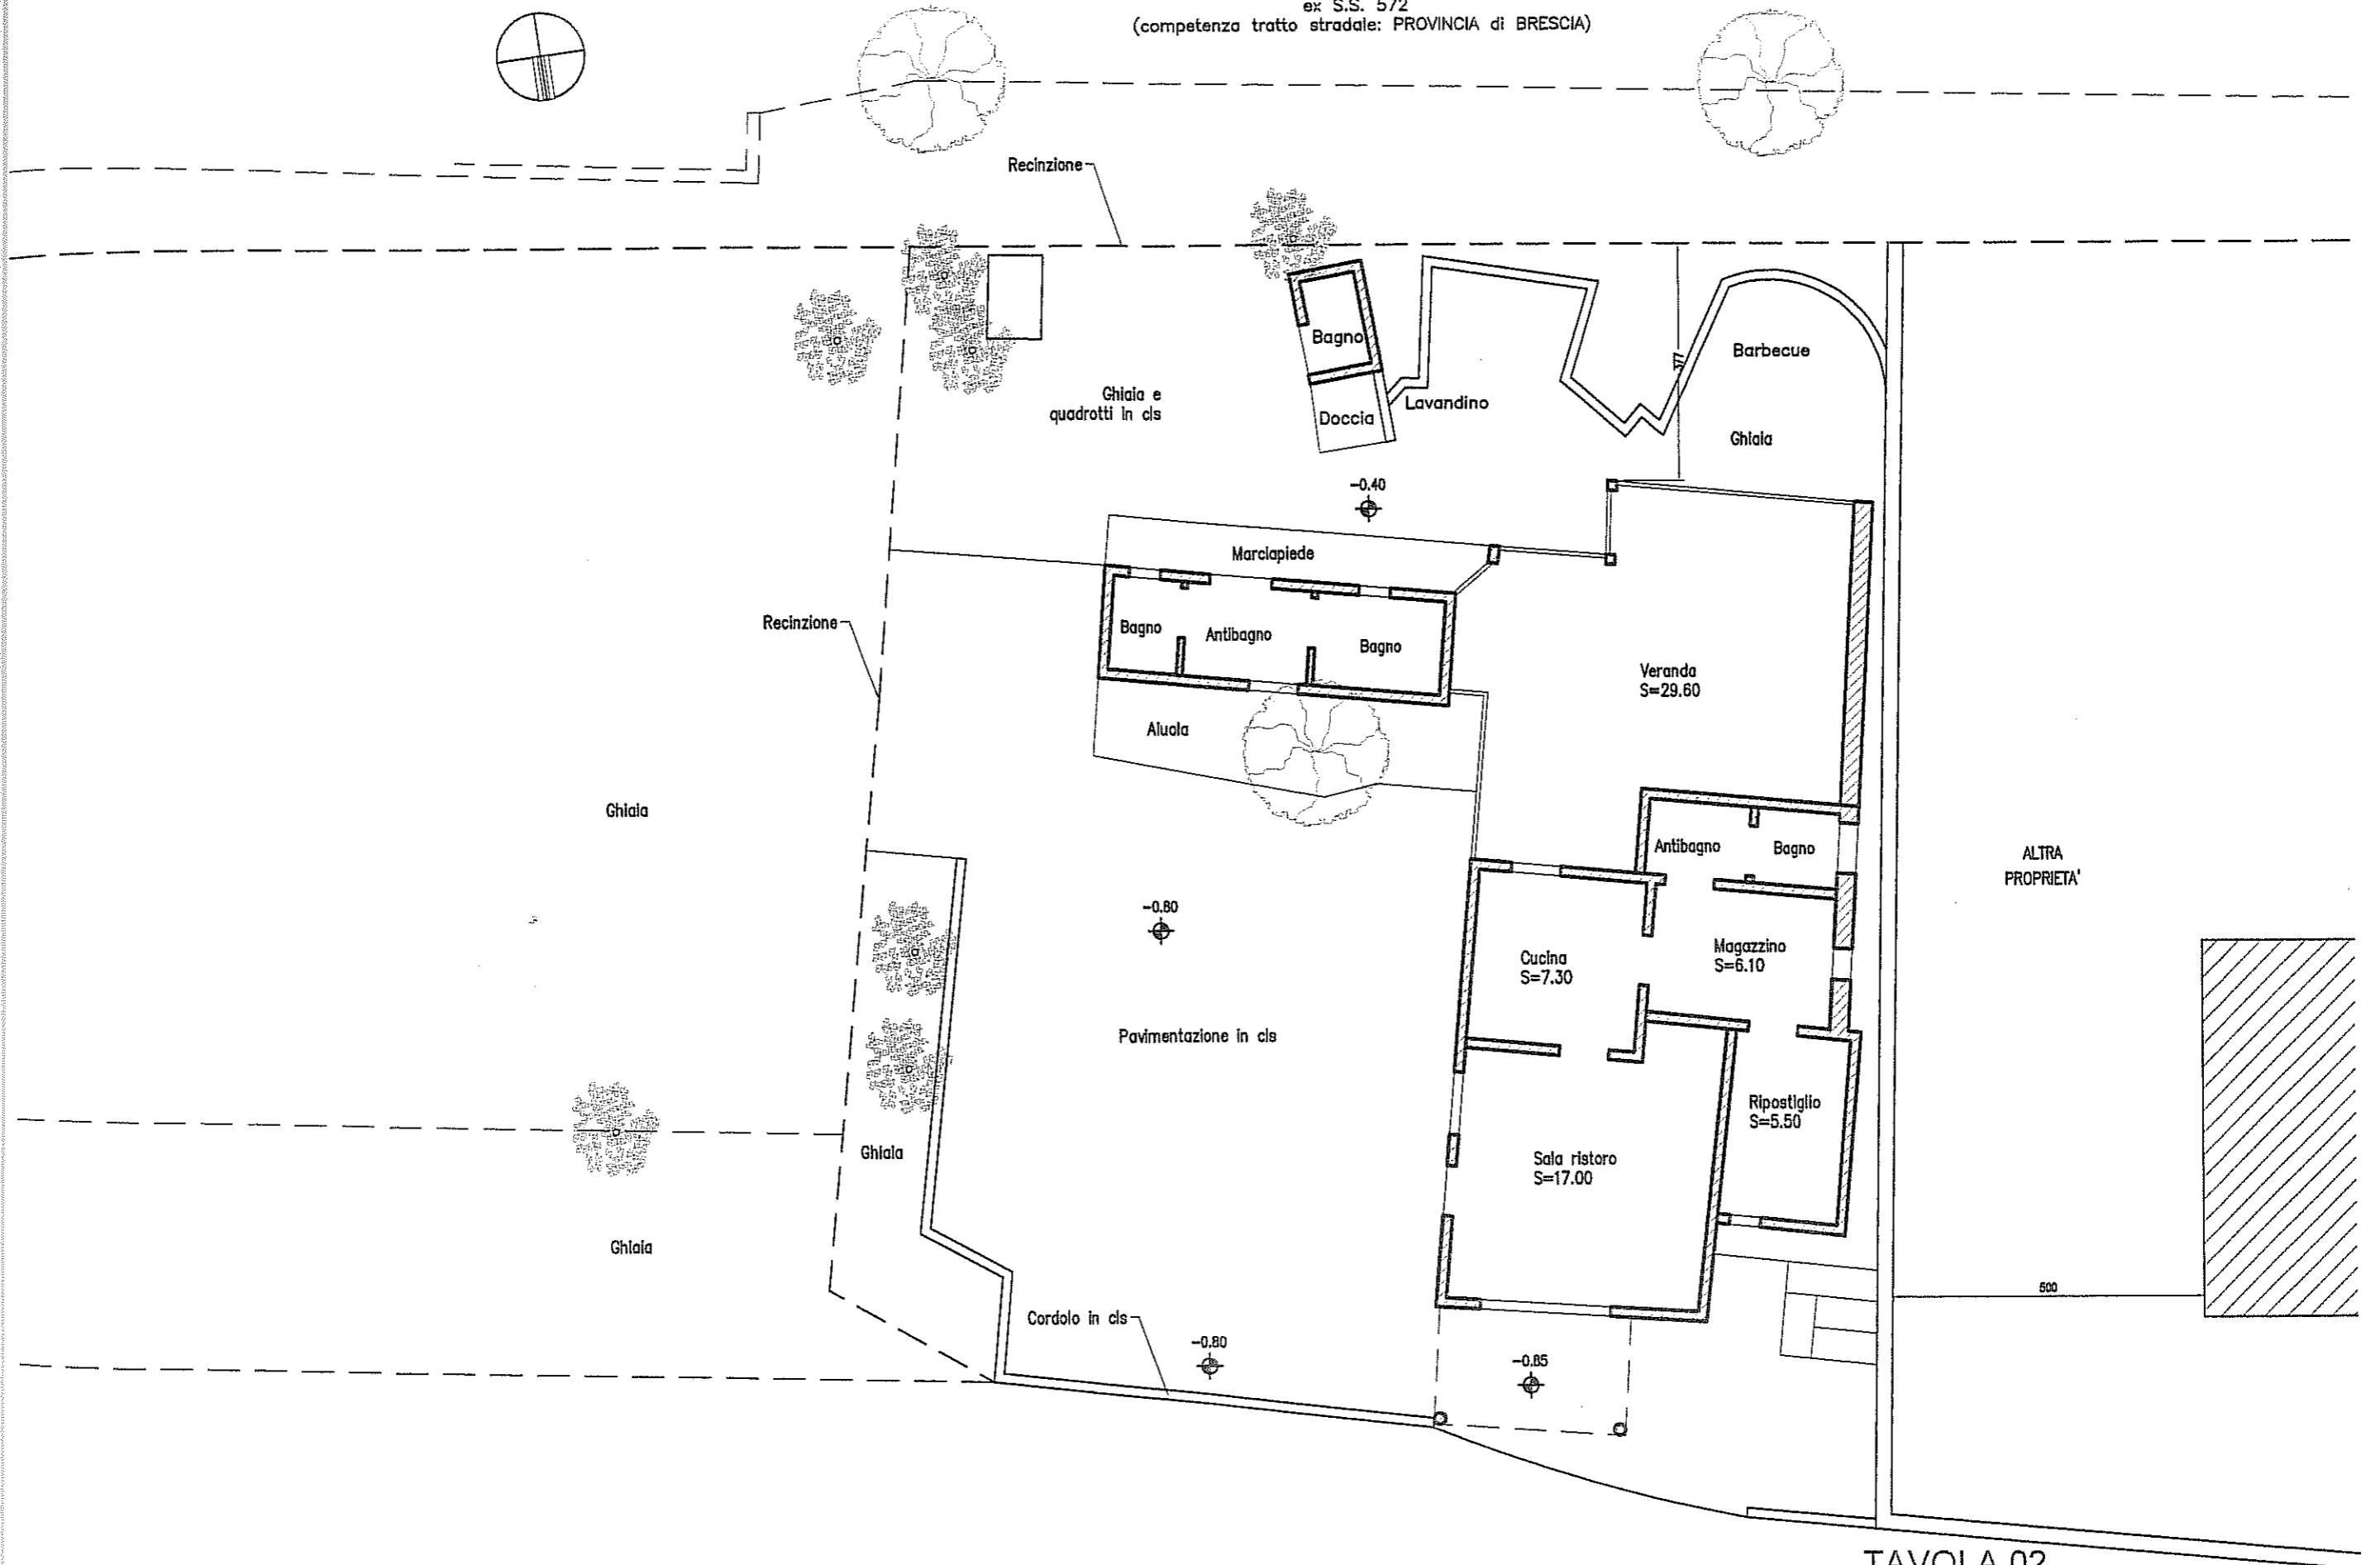 ex S.S. 572
(competenza tratto stradale: PROVINCIA di BRESCIA)
Recinzione
Bagno
Doccia
Lavandino
377
Barbecue
Ghiaia
Ghiaia e
quadrotti in cls
-0.40
Marciapiede
Bagno
Antibagno
Bagno
Recinzione
Veranda
S=29.60
Aiuola
Ghiaia
Antibagno
Bagno
ALTRA
PROPRIETA'
-0.80
Cucina
S=7.30
Magazzino
S=6.10
Pavimentazione in cls
Ripostiglio
S=5.50
Ghiaia
Sala ristoro
S=17.00
Ghiaia
500
Cordolo in cls
-0.80
-0.85
TAVOLA 02